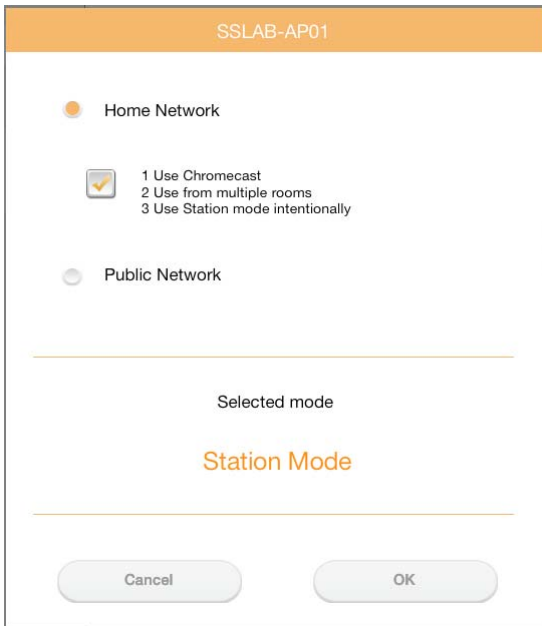 SSLAB-AP01
Home Network
1 Use Chromecast
2 Use from multiple rooms
3 Use Station mode intentionally
Public Network
Selected mode
Station Mode
Cancel
OK